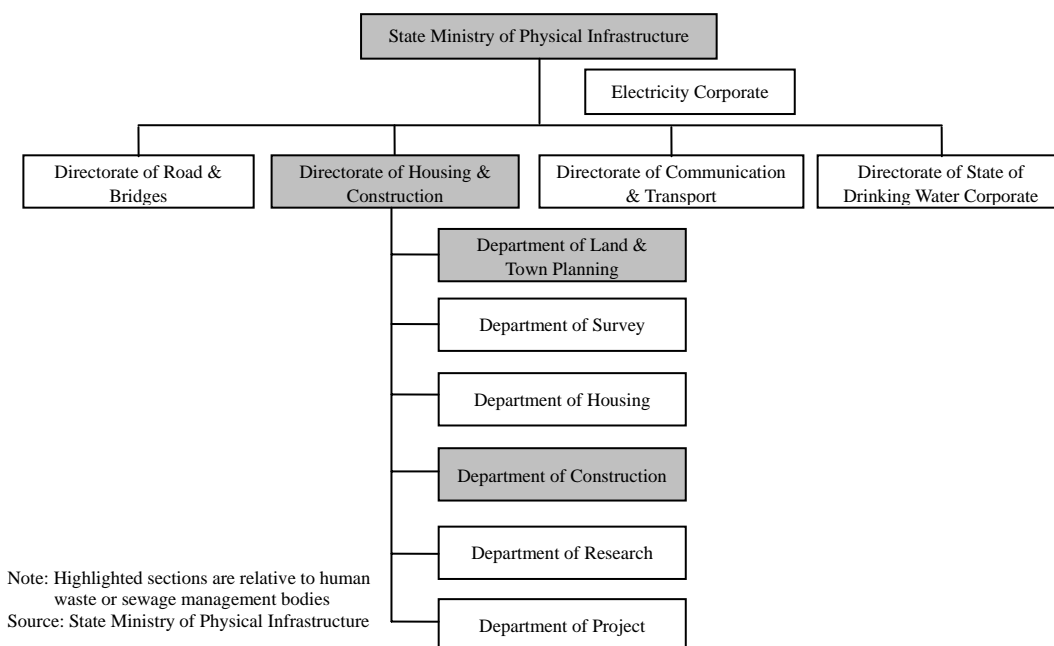 State Ministry of Physical Infrastructure
Electricity Corporate
Directorate of Road &
Bridges
Directorate of Housing &
Construction
Directorate of Communication
& Transport
Directorate of State of
Drinking Water Corporate
Department of Land &
Town Planning
Department of Survey
Department of Housing
Department of Construction
Department of Research
Department of Project
Note: Highlighted sections are relative to human
waste or sewage management bodies
Source: State Ministry of Physical Infrastructure